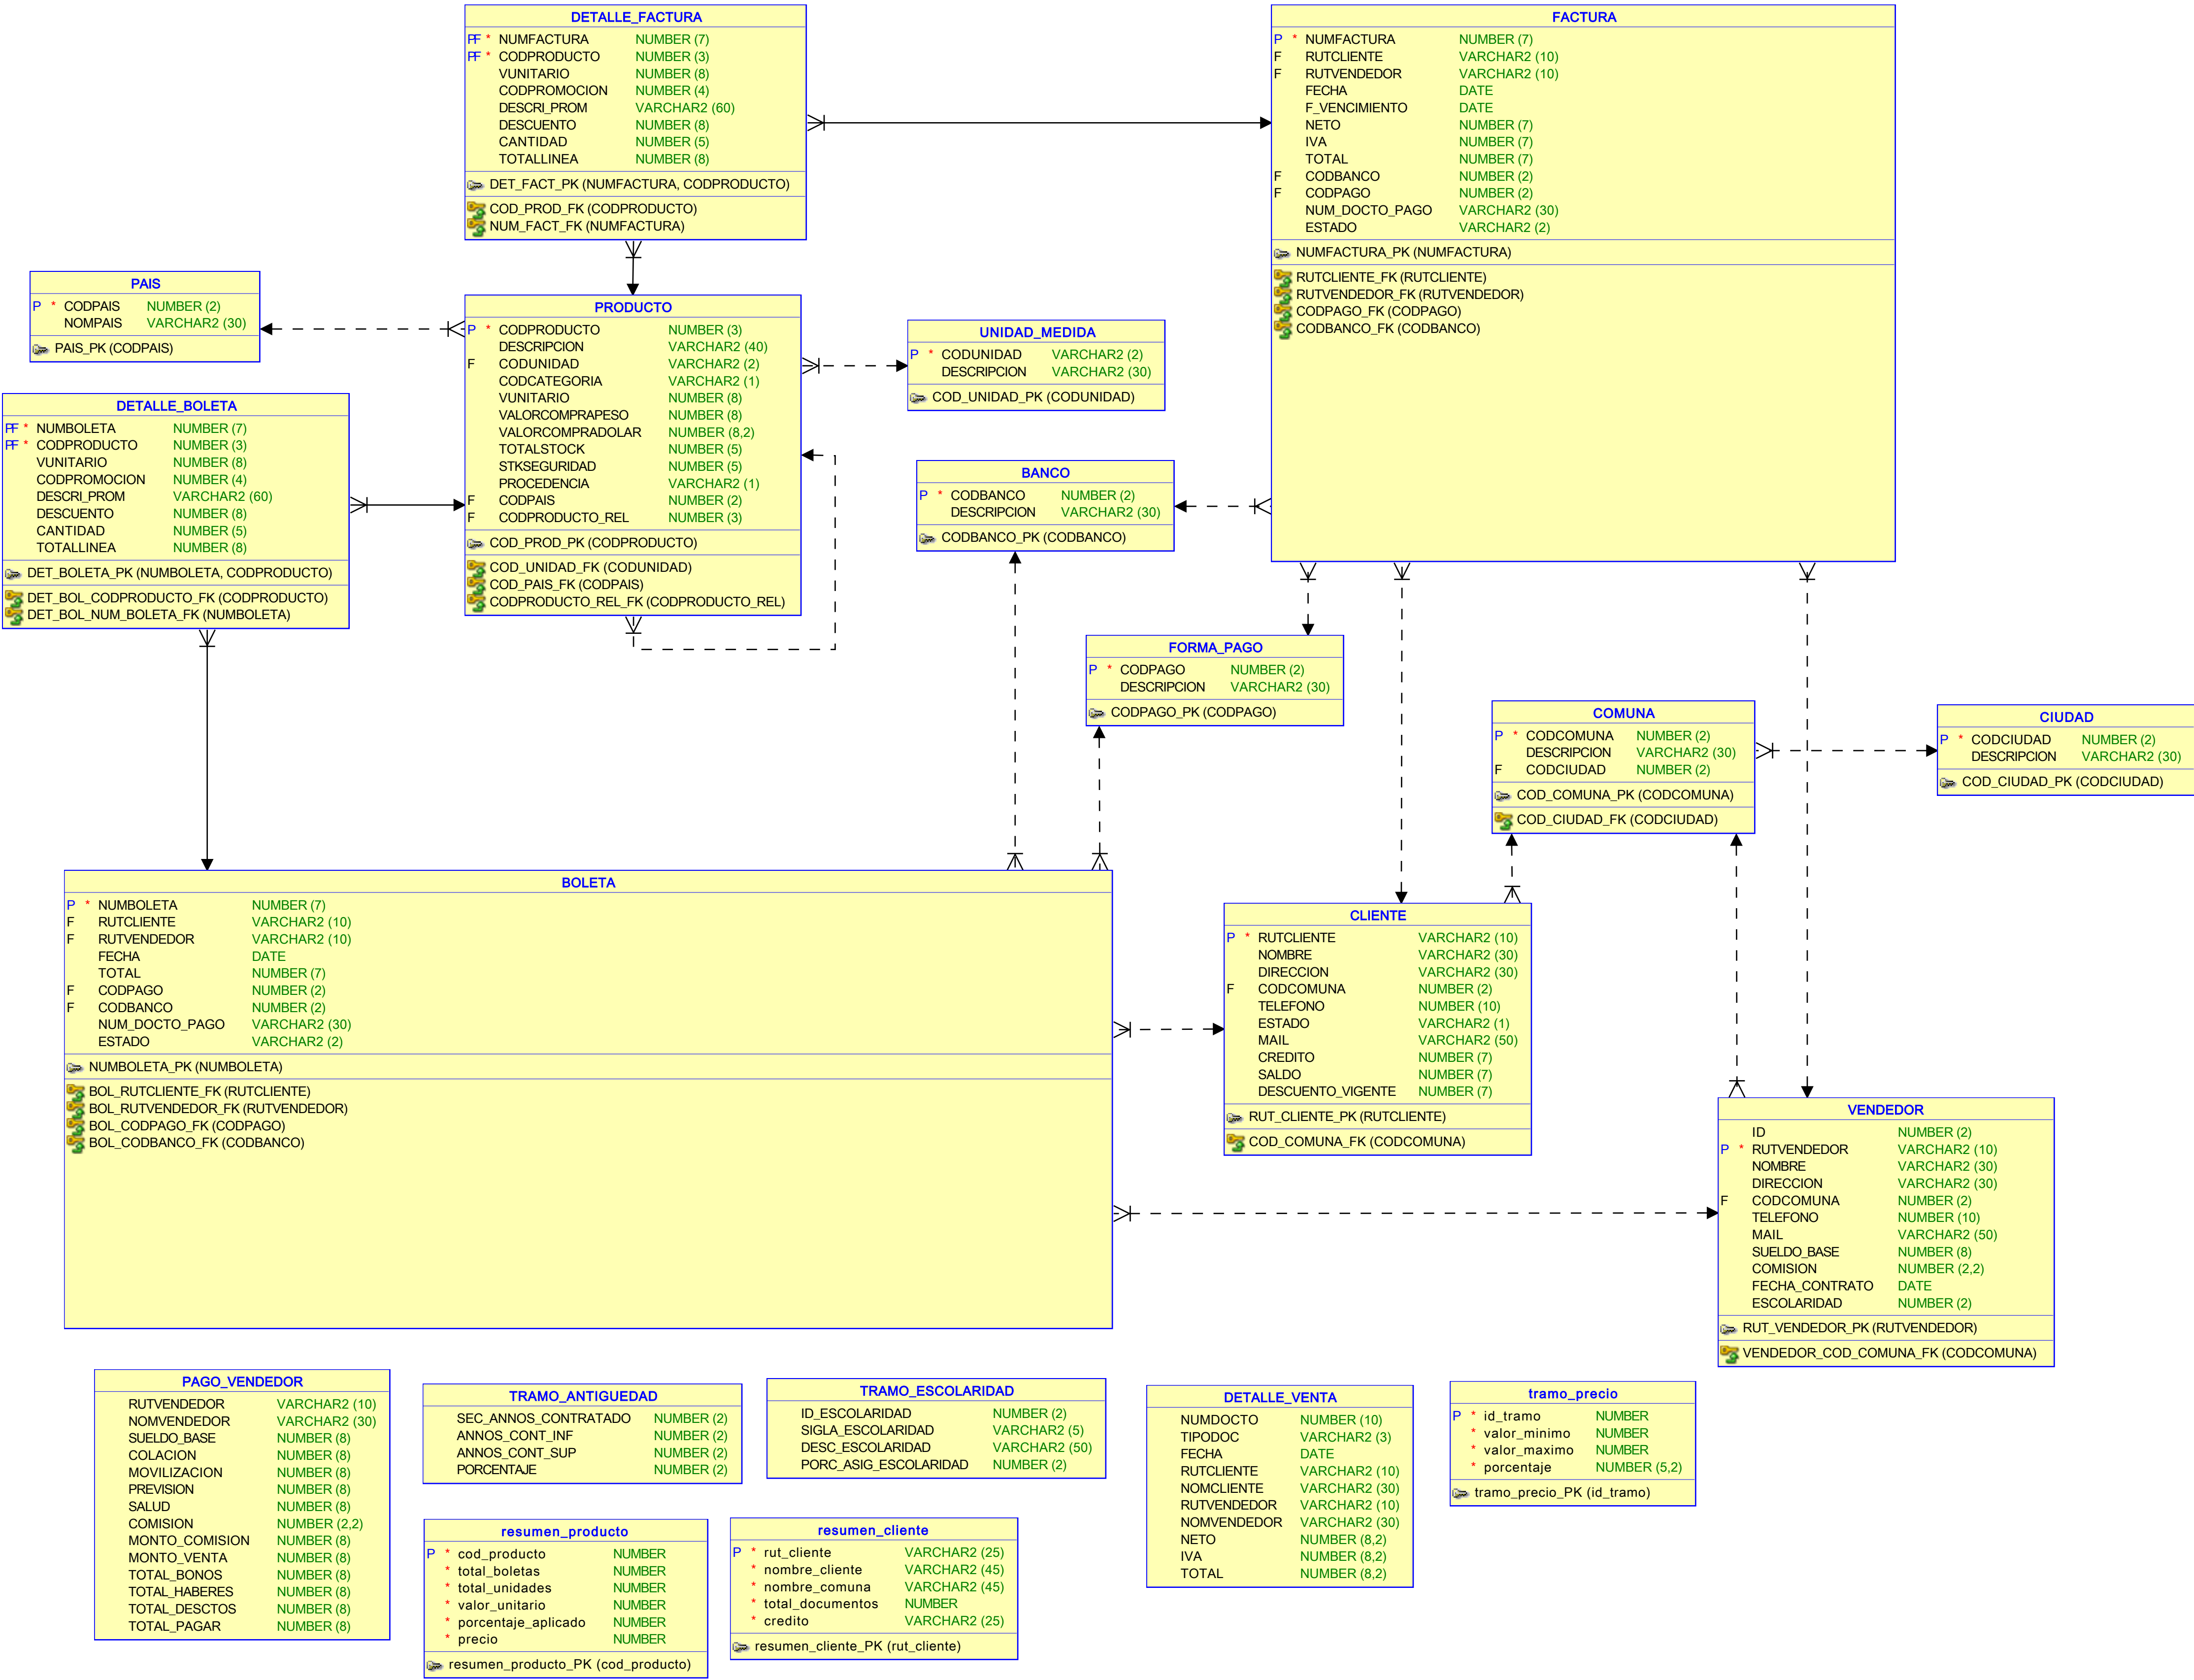 DETALLE_FACTURA
PF * NUMFACTURA NUMBER (7)
PF * CODPRODUCTO NUMBER (3)
VUNITARIO NUMBER (8)
CODPROMOCION NUMBER (4)
DESCRI_PROM VARCHAR2 (60)
DESCUENTO NUMBER (8)
CANTIDAD NUMBER (5)
TOTALLINEA NUMBER (8)
DET_FACT_PK (NUMFACTURA, CODPRODUCTO)
COD_PROD_FK (CODPRODUCTO)
NUM_FACT_FK (NUMFACTURA)
FACTURA
P * NUMFACTURA NUMBER (7)
F RUTCLIENTE VARCHAR2 (10)
F RUTVENDEDOR VARCHAR2 (10)
FECHA DATE
F_VENCIMIENTO DATE
NETO NUMBER (7)
IVA NUMBER (7)
TOTAL NUMBER (7)
F CODBANCO NUMBER (2)
F CODPAGO NUMBER (2)
NUM_DOCTO_PAGO VARCHAR2 (30)
ESTADO VARCHAR2 (2)
NUMFACTURA_PK (NUMFACTURA)
RUTCLIENTE_FK (RUTCLIENTE)
RUTVENDEDOR_FK (RUTVENDEDOR)
CODPAGO_FK (CODPAGO)
CODBANCO_FK (CODBANCO)
PAIS
P * CODPAIS NUMBER (2)
NOMPAIS VARCHAR2 (30)
PAIS_PK (CODPAIS)
PRODUCTO
P * CODPRODUCTO NUMBER (3)
DESCRIPCION VARCHAR2 (40)
F CODUNIDAD VARCHAR2 (2)
CODCATEGORIA VARCHAR2 (1)
VUNITARIO NUMBER (8)
VALORCOMPRAPESO NUMBER (8)
VALORCOMPRADOLAR NUMBER (8,2)
TOTALSTOCK NUMBER (5)
STKSEGURIDAD NUMBER (5)
PROCEDENCIA VARCHAR2 (1)
F CODPAIS NUMBER (2)
F CODPRODUCTO_REL NUMBER (3)
COD_PROD_PK (CODPRODUCTO)
COD_UNIDAD_FK (CODUNIDAD)
COD_PAIS_FK (CODPAIS)
CODPRODUCTO_REL_FK (CODPRODUCTO_REL)
UNIDAD_MEDIDA
P * CODUNIDAD VARCHAR2 (2)
DESCRIPCION VARCHAR2 (30)
COD_UNIDAD_PK (CODUNIDAD)
DETALLE_BOLETA
PF * NUMBOLETA NUMBER (7)
PF * CODPRODUCTO NUMBER (3)
VUNITARIO NUMBER (8)
CODPROMOCION NUMBER (4)
DESCRI_PROM VARCHAR2 (60)
DESCUENTO NUMBER (8)
CANTIDAD NUMBER (5)
TOTALLINEA NUMBER (8)
DET_BOLETA_PK (NUMBOLETA, CODPRODUCTO)
DET_BOL_CODPRODUCTO_FK (CODPRODUCTO)
DET_BOL_NUM_BOLETA_FK (NUMBOLETA)
BANCO
P * CODBANCO NUMBER (2)
DESCRIPCION VARCHAR2 (30)
CODBANCO_PK (CODBANCO)
FORMA_PAGO
P * CODPAGO NUMBER (2)
DESCRIPCION VARCHAR2 (30)
CODPAGO_PK (CODPAGO)
COMUNA
P * CODCOMUNA NUMBER (2)
DESCRIPCION VARCHAR2 (30)
F CODCIUDAD NUMBER (2)
COD_COMUNA_PK (CODCOMUNA)
COD_CIUDAD_FK (CODCIUDAD)
CIUDAD
P * CODCIUDAD NUMBER (2)
DESCRIPCION VARCHAR2 (30)
COD_CIUDAD_PK (CODCIUDAD)
BOLETA
P * NUMBOLETA NUMBER (7)
F RUTCLIENTE VARCHAR2 (10)
F RUTVENDEDOR VARCHAR2 (10)
FECHA DATE
TOTAL NUMBER (7)
F CODPAGO NUMBER (2)
F CODBANCO NUMBER (2)
NUM_DOCTO_PAGO VARCHAR2 (30)
ESTADO VARCHAR2 (2)
NUMBOLETA_PK (NUMBOLETA)
BOL_RUTCLIENTE_FK (RUTCLIENTE)
BOL_RUTVENDEDOR_FK (RUTVENDEDOR)
BOL_CODPAGO_FK (CODPAGO)
BOL_CODBANCO_FK (CODBANCO)
CLIENTE
P * RUTCLIENTE VARCHAR2 (10)
NOMBRE VARCHAR2 (30)
DIRECCION VARCHAR2 (30)
F CODCOMUNA NUMBER (2)
TELEFONO NUMBER (10)
ESTADO VARCHAR2 (1)
MAIL VARCHAR2 (50)
CREDITO NUMBER (7)
SALDO NUMBER (7)
DESCUENTO_VIGENTE NUMBER (7)
RUT_CLIENTE_PK (RUTCLIENTE)
COD_COMUNA_FK (CODCOMUNA)
VENDEDOR
ID NUMBER (2)
P * RUTVENDEDOR VARCHAR2 (10)
NOMBRE VARCHAR2 (30)
DIRECCION VARCHAR2 (30)
F CODCOMUNA NUMBER (2)
TELEFONO NUMBER (10)
MAIL VARCHAR2 (50)
SUELDO_BASE NUMBER (8)
COMISION NUMBER (2,2)
FECHA_CONTRATO DATE
ESCOLARIDAD NUMBER (2)
RUT_VENDEDOR_PK (RUTVENDEDOR)
VENDEDOR_COD_COMUNA_FK (CODCOMUNA)
PAGO_VENDEDOR
RUTVENDEDOR VARCHAR2 (10)
NOMVENDEDOR VARCHAR2 (30)
SUELDO_BASE NUMBER (8)
COLACION NUMBER (8)
MOVILIZACION NUMBER (8)
PREVISION NUMBER (8)
SALUD NUMBER (8)
COMISION NUMBER (2,2)
MONTO_COMISION NUMBER (8)
MONTO_VENTA NUMBER (8)
TOTAL_BONOS NUMBER (8)
TOTAL_HABERES NUMBER (8)
TOTAL_DESCTOS NUMBER (8)
TOTAL_PAGAR NUMBER (8)
TRAMO_ANTIGUEDAD
SEC_ANNOS_CONTRATADO NUMBER (2)
ANNOS_CONT_INF NUMBER (2)
ANNOS_CONT_SUP NUMBER (2)
PORCENTAJE NUMBER (2)
TRAMO_ESCOLARIDAD
ID_ESCOLARIDAD NUMBER (2)
SIGLA_ESCOLARIDAD VARCHAR2 (5)
DESC_ESCOLARIDAD VARCHAR2 (50)
PORC_ASIG_ESCOLARIDAD NUMBER (2)
DETALLE_VENTA
NUMDOCTO NUMBER (10)
TIPODOC VARCHAR2 (3)
FECHA DATE
RUTCLIENTE VARCHAR2 (10)
NOMCLIENTE VARCHAR2 (30)
RUTVENDEDOR VARCHAR2 (10)
NOMVENDEDOR VARCHAR2 (30)
NETO NUMBER (8,2)
IVA NUMBER (8,2)
TOTAL NUMBER (8,2)
tramo_precio
P * id_tramo NUMBER
* valor_minimo NUMBER
* valor_maximo NUMBER
* porcentaje NUMBER (5,2)
tramo_precio_PK (id_tramo)
resumen_producto
P * cod_producto NUMBER
* total_boletas NUMBER
* total_unidades NUMBER
* valor_unitario NUMBER
* porcentaje_aplicado NUMBER
* precio NUMBER
resumen_producto_PK (cod_producto)
resumen_cliente
P * rut_cliente VARCHAR2 (25)
* nombre_cliente VARCHAR2 (45)
* nombre_comuna VARCHAR2 (45)
* total_documentos NUMBER
* credito VARCHAR2 (25)
resumen_cliente_PK (rut_cliente)